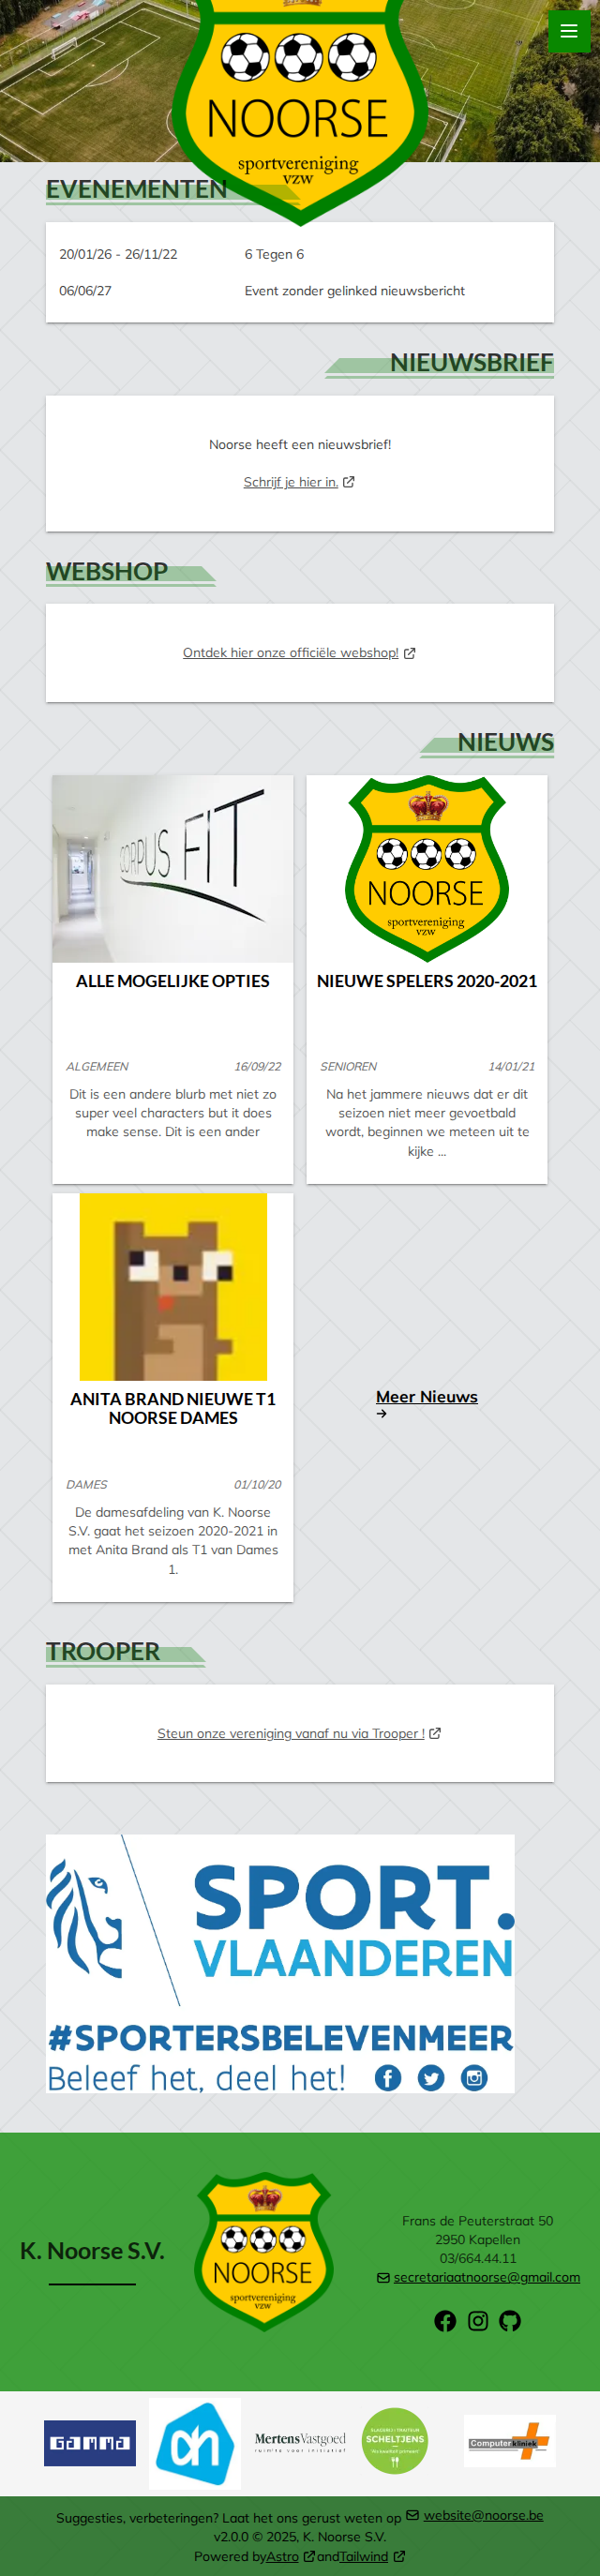 NOORSE
sportvereniging
vzw
EVENEMENTEN
20/01/26 - 26/11/22 6 Tegen 6
06/06/27 Event zonder gelinked nieuwsbericht
NIEUWSBRIEF
Noorse heeft een nieuwsbrief!
Schrijf je hier in.
WEBSHOP
Ontdek hier onze officiële webshop!
NIEUWS
CORPUS FIT
ALLE MOGELIJKE OPTIES
ALGEMEEN 16/09/22
Dit is een andere blurb met niet zo
super veel characters but it does
make sense. Dit is een ander
NOORSE
sportvereniging
vzw
NIEUWE SPELERS 2020-2021
SENIOREN 14/01/21
Na het jammere nieuws dat er dit
seizoen niet meer gevoetbald
wordt, beginnen we meteen uit te
kijke ...
ANITA BRAND NIEUWE T1
NOORSE DAMES
DAMES 01/10/20
De damesafdeling van K. Noorse
S.V. gaat het seizoen 2020-2021 in
met Anita Brand als T1 van Dames
1.
Meer Nieuws
TROOPER
Steun onze vereniging vanaf nu via Trooper !
SPORT.
VLAANDEREN
#SPORTERSBELEVENMEER
Beleef het, deel het!
K. Noorse S.V.
NOORSE
sportvereniging
vzw
Frans de Peuterstraat 50
2950 Kapellen
03/664.44.11
secretariaatnoorse@gmail.com
GAMMA
ah
Mertens Vastgoed
ruimte voor initiatief
SLAGERIJ / TRAITEUR
SCHELTJENS
Computerkliniek
Suggesties, verbeteringen? Laat het ons gerust weten op website@noorse.be
v2.0.0 © 2025, K. Noorse S.V.
Powered by Astro and Tailwind